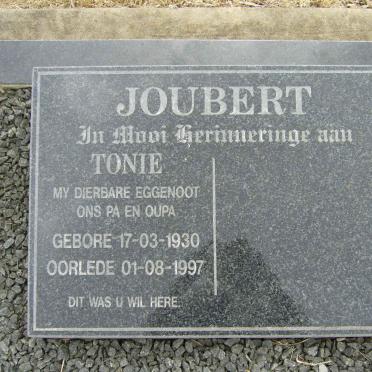 JOUBERT
In Mooi Herinneringe aan
TONIE
MY DIERBARE EGGENOOT
ONS PA EN OUPA
GEBORE 17-03-1930
OORLEDE 01-08-1997
DIT WAS U WIL HERE.